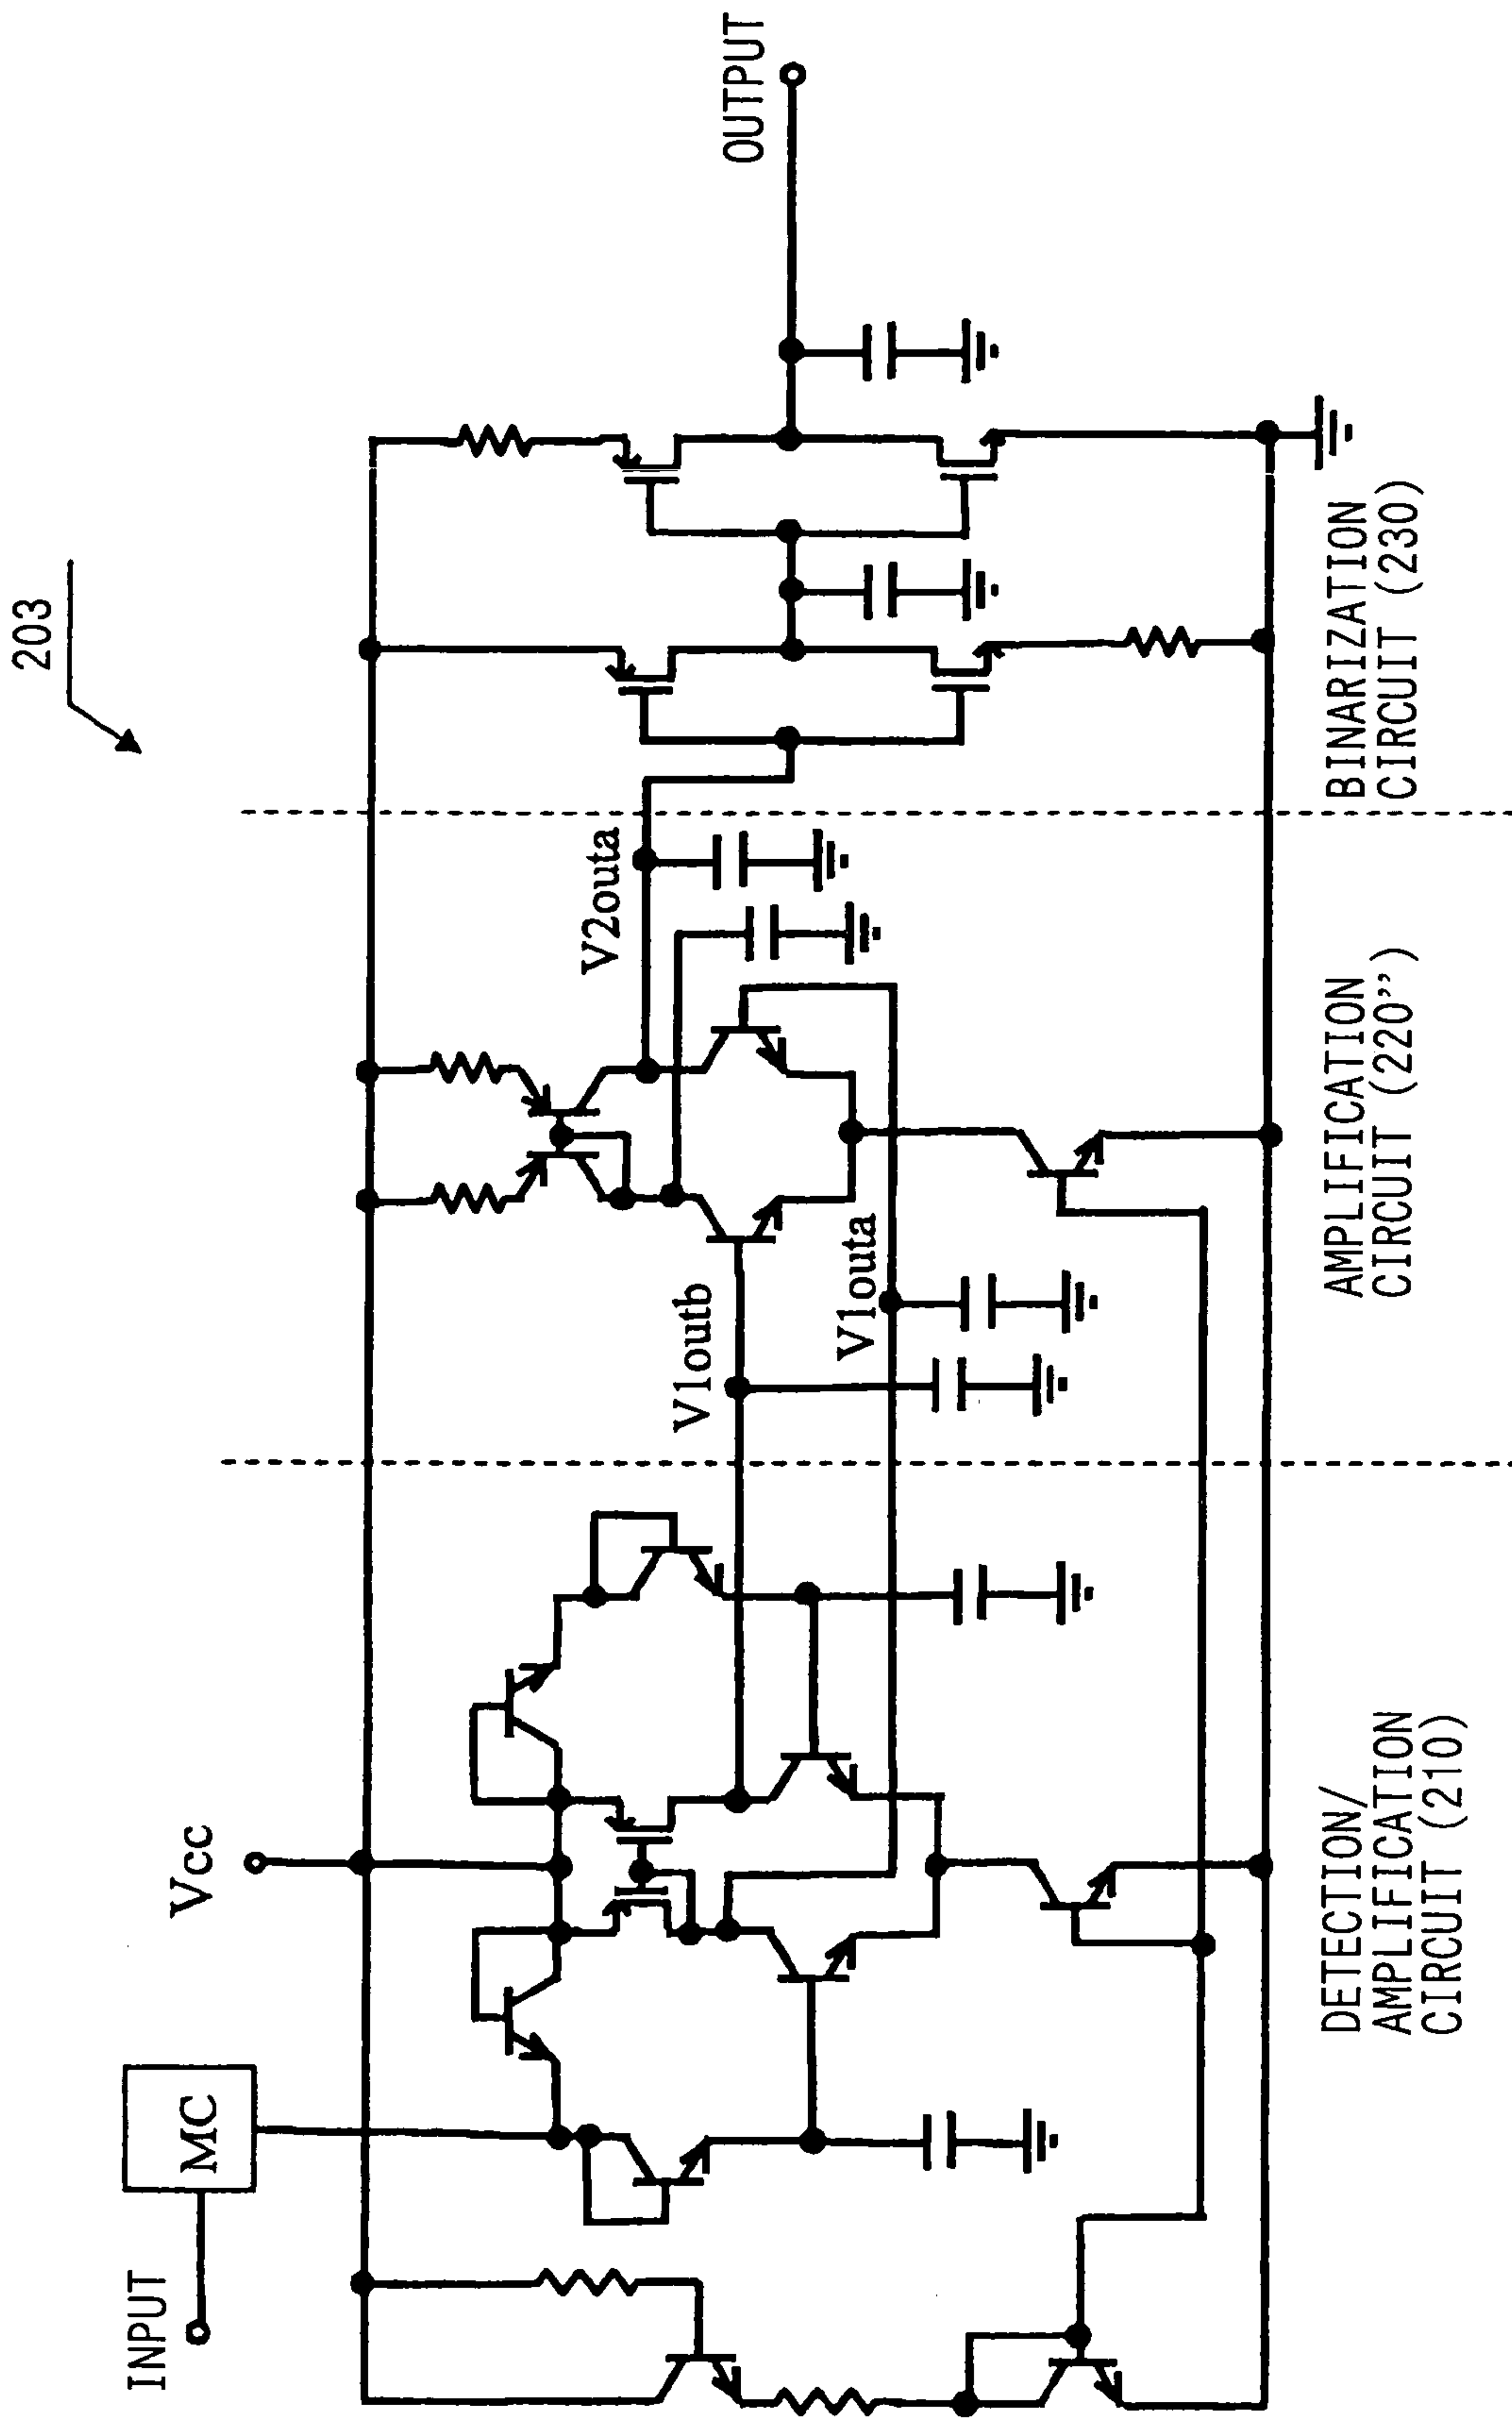 203
INPUT
MC
Vcc
OUTPUT
V1outb
V1outa
V2outa
DETECTION/
AMPLIFICATION
CIRCUIT (210)
AMPLIFICATION
CIRCUIT (220")
BINARIZATION
CIRCUIT (230)